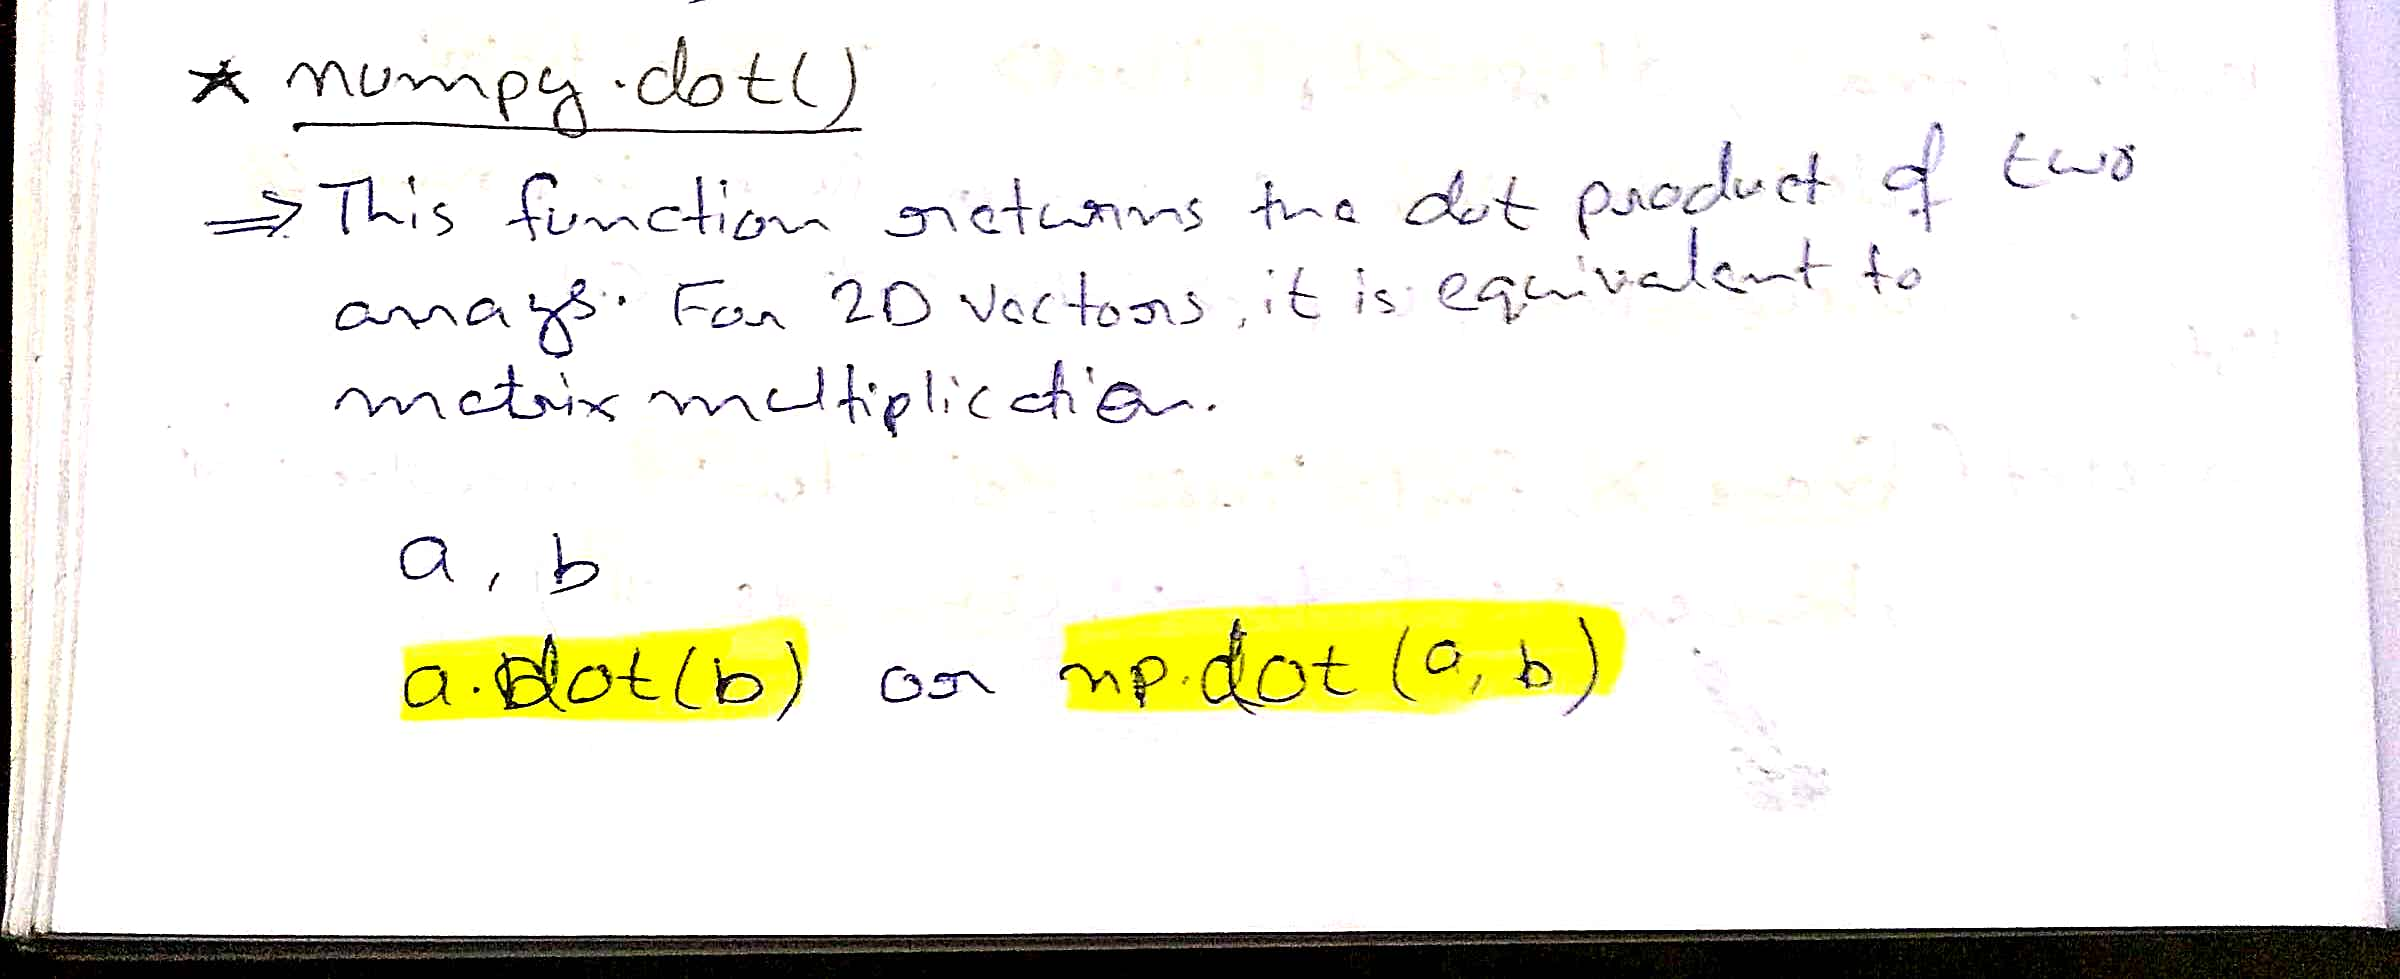 * numpy.dot()
⇒ This function returns the dot product of two
arrays. For 2D vectors, it is equivalent to
matrix multiplication.
a, b
a.dot(b) or np.dot(a, b)